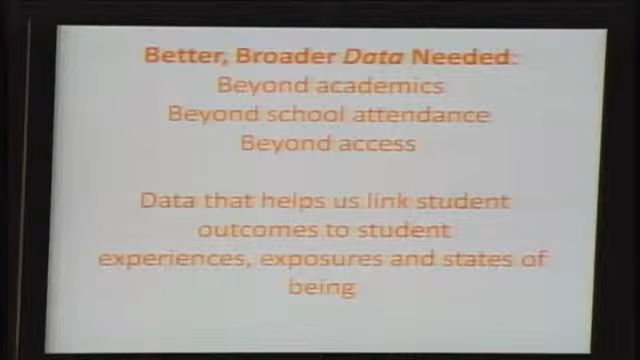 Better, Broader Data Needed:
Beyond academics
Beyond school attendance
Beyond access
Data that helps us link student
outcomes to student
experiences, exposures and states of
being